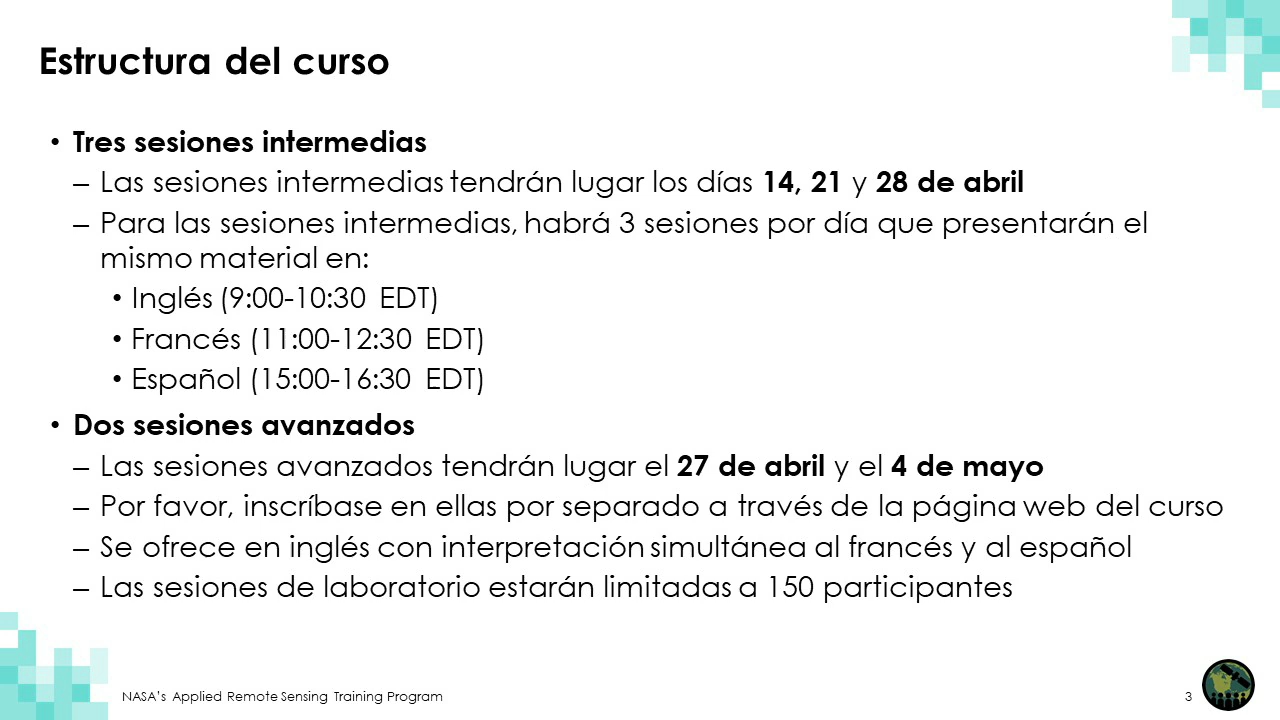 Estructura del curso
• Tres sesiones intermedias
– Las sesiones intermedias tendrán lugar los días 14, 21 y 28 de abril
– Para las sesiones intermedias, habrá 3 sesiones por día que presentarán el
mismo material en:
• Inglés (9:00-10:30 EDT)
• Francés (11:00-12:30 EDT)
• Español (15:00-16:30 EDT)
• Dos sesiones avanzados
– Las sesiones avanzados tendrán lugar el 27 de abril y el 4 de mayo
– Por favor, inscríbase en ellas por separado a través de la página web del curso
– Se ofrece en inglés con interpretación simultánea al francés y al español
– Las sesiones de laboratorio estarán limitadas a 150 participantes
NASA's Applied Remote Sensing Training Program
3